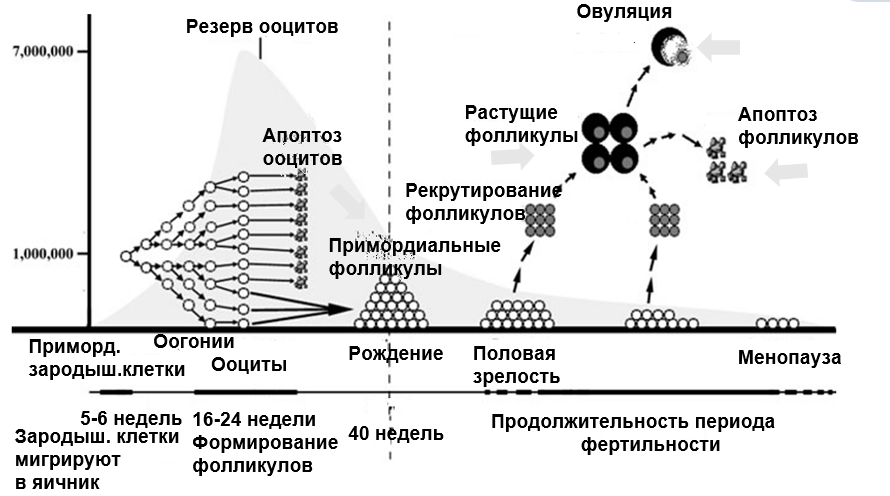 Овуляция
Резерв ооцитов
7,000,000
Растущие
фолликулы
Апоптоз
фолликулов
Апоптоз
ооцитов
Рекрутирование
фолликулов
Примордиальные
фолликулы
1,000,000
Приморд.
зародыш.клетки
Оогонии
Ооциты
Рождение
Половая
зрелость
Менопауза
5-6 недель
Зародыш. клетки
мигрируют
в яичник
16-24 недели
Формирование
фолликулов
40 недель
Продолжительность периода
фертильности